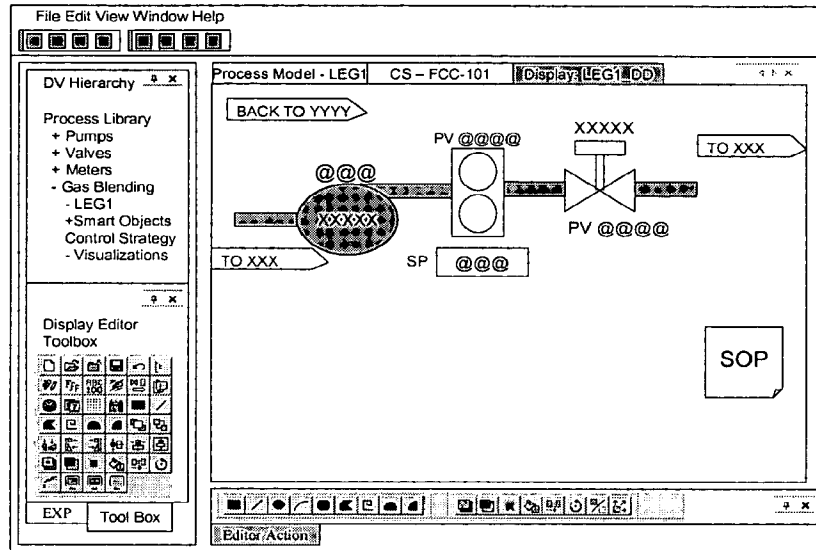 File Edit View Window Help
DV Hierarchy
Process Library
+ Pumps
+ Valves
+ Meters
- Gas Blending
- LEG1
+Smart Objects
Control Strategy
- Visualizations
Display Editor
Toolbox
EXP
Tool Box
Process Model - LEG1
CS – FCC-101
Display: LEG1_DD
BACK TO YYYY
PV @@@@
XXXXX
TO XXX
@@@
XXXXX
PV @@@@
TO XXX
SP
@@@
SOP
Editor Action